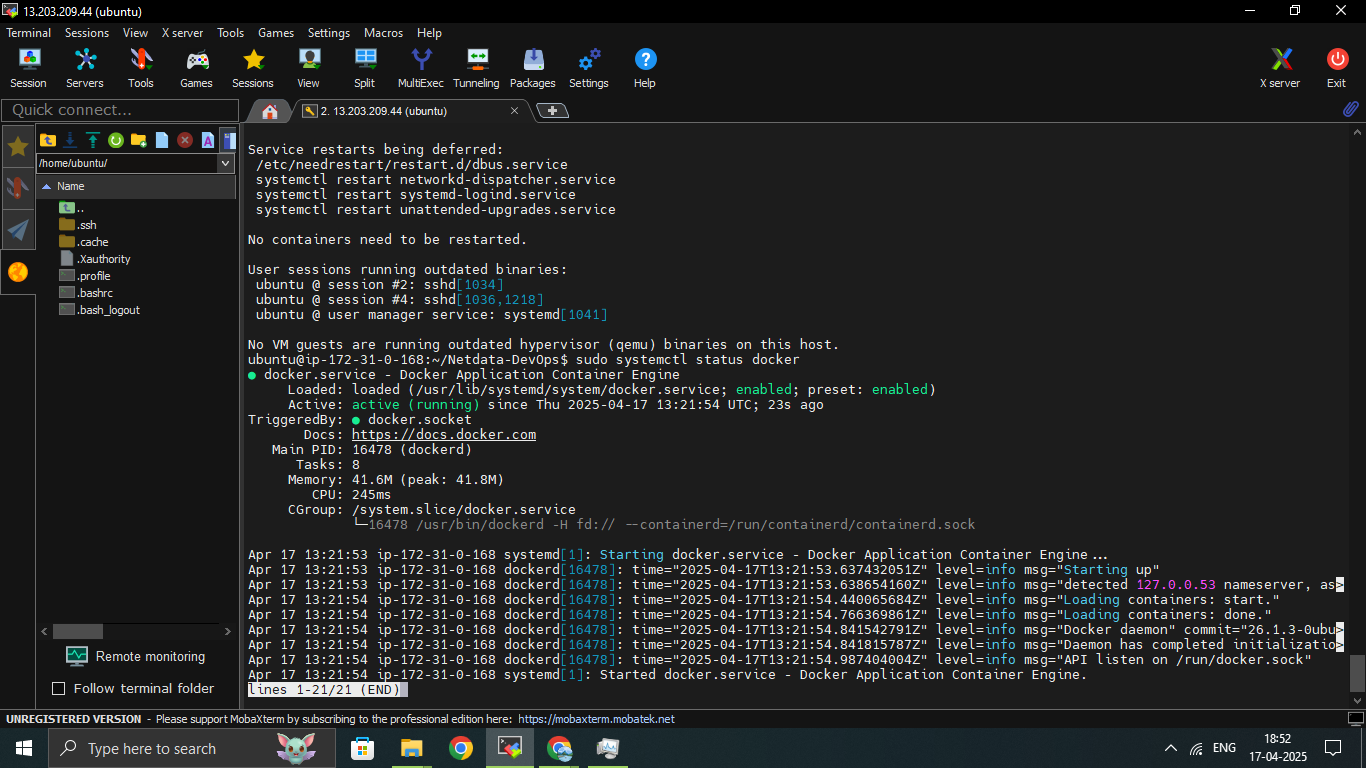 13.203.209.44 (ubuntu)
Terminal Sessions View X server Tools Games Settings Macros Help
Session Servers Tools Games Sessions View Split MultiExec Tunneling Packages Settings Help X server Exit
Quick connect...
2. 13.203.209.44 (ubuntu)
/home/ubuntu/
Name
..
.ssh
.cache
.Xauthority
.profile
.bashrc
.bash_logout
Remote monitoring
Follow terminal folder
Service restarts being deferred:
/etc/needrestart/restart.d/dbus.service
systemctl restart networkd-dispatcher.service
systemctl restart systemd-logind.service
systemctl restart unattended-upgrades.service
No containers need to be restarted.
User sessions running outdated binaries:
ubuntu @ session #2: sshd[1034]
ubuntu @ session #4: sshd[1036,1218]
ubuntu @ user manager service: systemd[1041]
No VM guests are running outdated hypervisor (qemu) binaries on this host.
ubuntu@ip-172-31-0-168:~/Netdata-DevOps$ sudo systemctl status docker
● docker.service - Docker Application Container Engine
Loaded: loaded (/usr/lib/systemd/system/docker.service; enabled; preset: enabled)
Active: active (running) since Thu 2025-04-17 13:21:54 UTC; 23s ago
TriggeredBy: ● docker.socket
Docs: https://docs.docker.com
Main PID: 16478 (dockerd)
Tasks: 8
Memory: 41.6M (peak: 41.8M)
CPU: 245ms
CGroup: /system.slice/docker.service
└─16478 /usr/bin/dockerd -H fd:// --containerd=/run/containerd/containerd.sock
Apr 17 13:21:53 ip-172-31-0-168 systemd[1]: Starting docker.service - Docker Application Container Engine...
Apr 17 13:21:53 ip-172-31-0-168 dockerd[16478]: time="2025-04-17T13:21:53.637432051Z" level=info msg="Starting up"
Apr 17 13:21:53 ip-172-31-0-168 dockerd[16478]: time="2025-04-17T13:21:53.638654160Z" level=info msg="detected 127.0.0.53 nameserver, as>
Apr 17 13:21:54 ip-172-31-0-168 dockerd[16478]: time="2025-04-17T13:21:54.440065684Z" level=info msg="Loading containers: start."
Apr 17 13:21:54 ip-172-31-0-168 dockerd[16478]: time="2025-04-17T13:21:54.766369861Z" level=info msg="Loading containers: done."
Apr 17 13:21:54 ip-172-31-0-168 dockerd[16478]: time="2025-04-17T13:21:54.841542791Z" level=info msg="Docker daemon" commit="26.1.3-0ubu>
Apr 17 13:21:54 ip-172-31-0-168 dockerd[16478]: time="2025-04-17T13:21:54.841815787Z" level=info msg="Daemon has completed initializatio>
Apr 17 13:21:54 ip-172-31-0-168 dockerd[16478]: time="2025-04-17T13:21:54.987404004Z" level=info msg="API listen on /run/docker.sock"
Apr 17 13:21:54 ip-172-31-0-168 systemd[1]: Started docker.service - Docker Application Container Engine.
lines 1-21/21 (END)
UNREGISTERED VERSION - Please support MobaXterm by subscribing to the professional edition here: https://mobaxterm.mobatek.net
Type here to search
ENG
18:52
17-04-2025